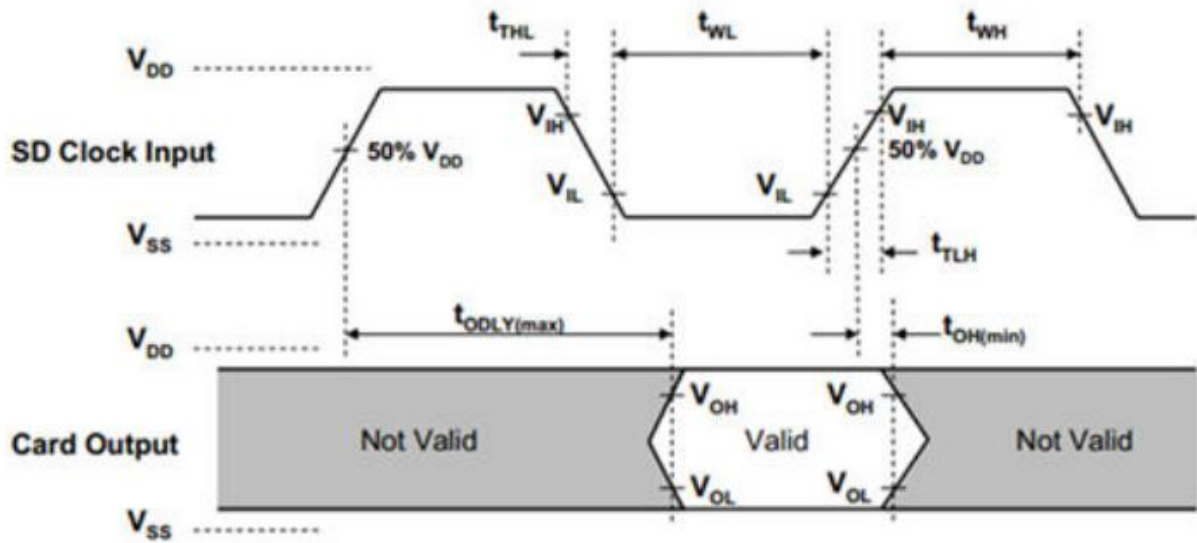 t_THL
t_WL
t_WH
V_DD
V_IH
V_IH
V_IH
SD Clock Input
50% V_DD
50% V_DD
V_IL
V_IL
V_SS
t_TLH
t_ODLY(max)
t_OH(min)
V_DD
V_OH
V_OH
Card Output
Not Valid
Valid
Not Valid
V_OL
V_OL
V_SS